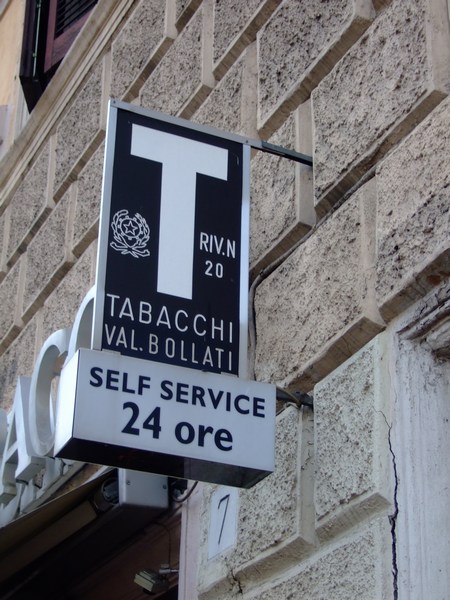 T
RIV.N
20
TABACCHI
VAL.BOLLATI
SELF SERVICE
24 ore
7